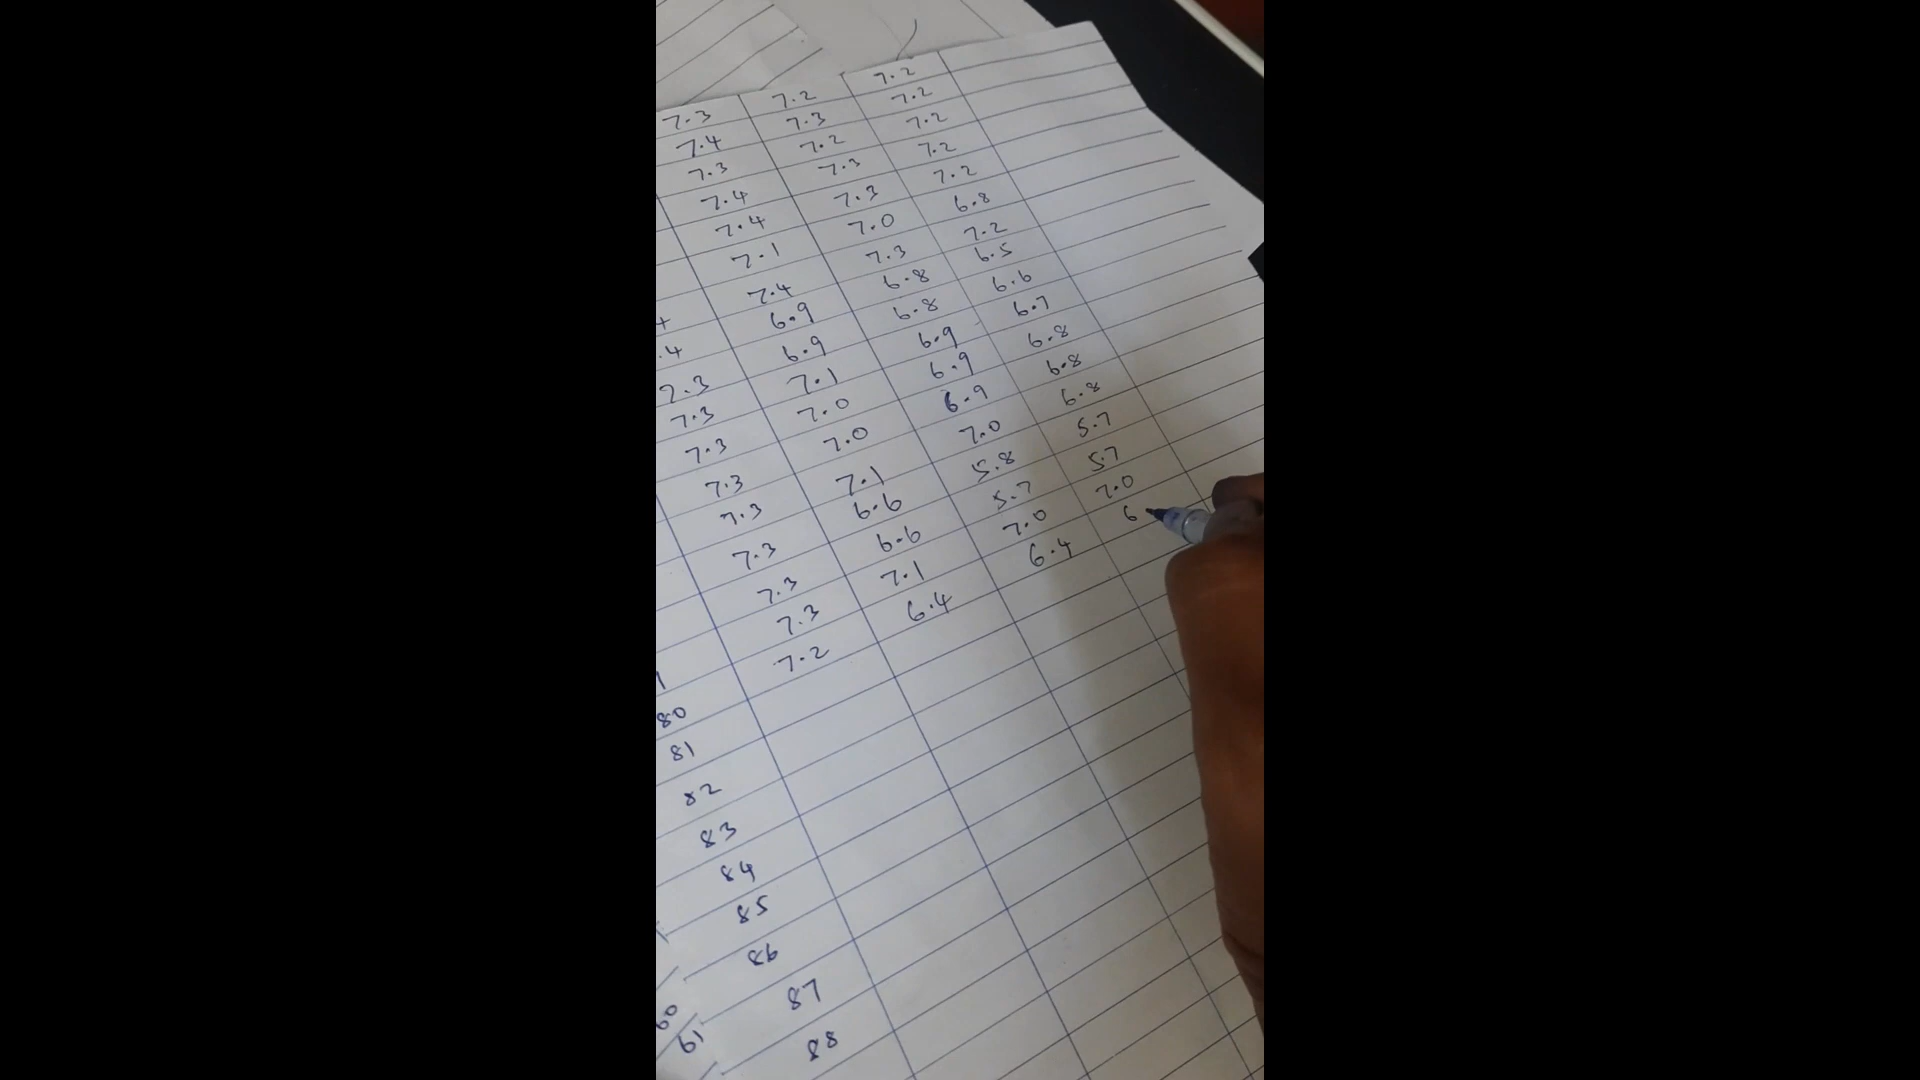 7.3 7.2 7.2
7.4 7.3 7.2
7.3 7.2 7.2
7.4 7.3 7.2
7.4 7.3 7.2
7.1 7.0 6.8
7.4 7.3 7.2
6.9 6.8 6.5
.4 6.9 6.8 6.6
7.3 7.1 6.9 6.7
7.3 7.0 6.9 6.8
7.3 7.0 6.9 6.8
7.3 7.1 7.0 6.8
7.3 6.6 5.8 5.7
7.3 6.6 5.7 5.7
7.3 7.1 7.0 7.0
7.3 6.4 6.4 6
7.2
80
81
82
83
84
85
86
60 87
61 88